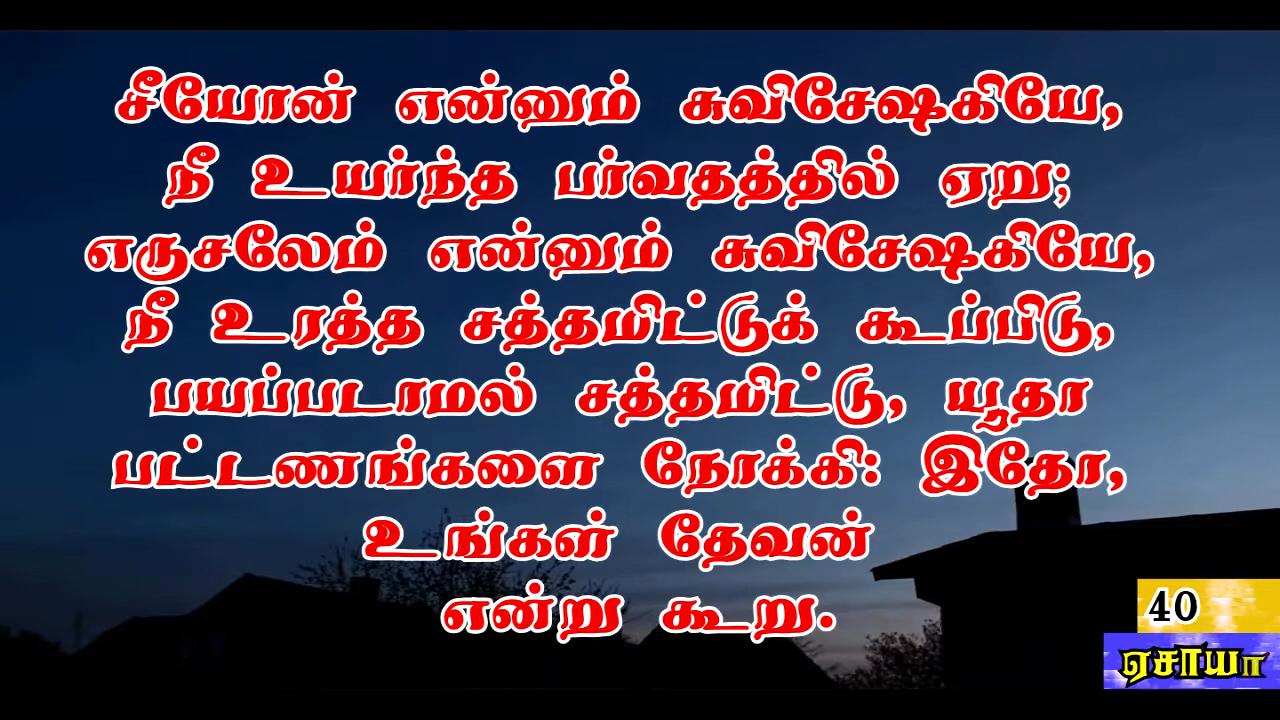 சீயோன் என்னும் சுவிசேஷகியே,
நீ உயர்ந்த பர்வதத்தில் ஏறு;
எருசலேம் என்னும் சுவிசேஷகியே,
நீ உரத்த சத்தமிட்டுக் கூப்பிடு,
பயப்படாமல் சத்தமிட்டு, யூதா
பட்டணங்களை நோக்கி: இதோ,
உங்கள் தேவன்
என்று கூறு.
40
ஏசாயா